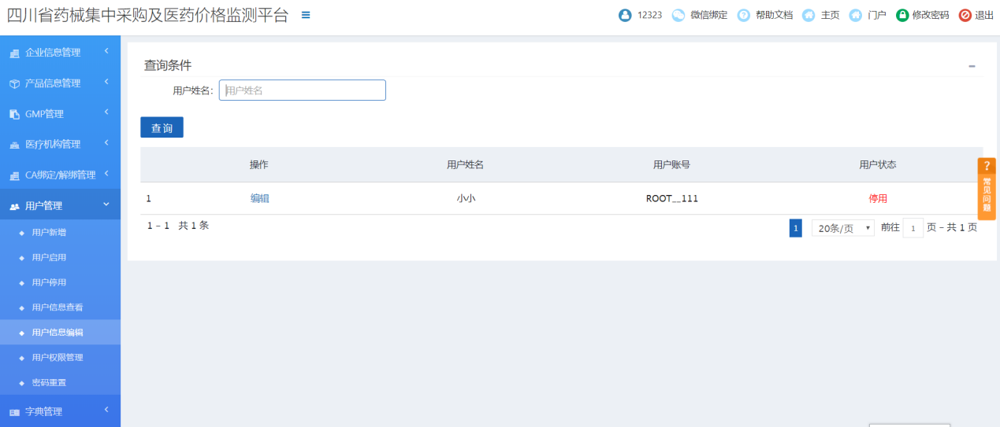 四川省药械集中采购及医药价格监测平台
12323 微信绑定 帮助文档 主页 门户 修改密码 退出
企业信息管理
产品信息管理
GMP管理
医疗机构管理
CA绑定/解绑管理
用户管理
用户新增
用户启用
用户停用
用户信息查看
用户信息编辑
用户权限管理
密码重置
字典管理
查询条件
用户姓名: 用户姓名
查询
操作 用户姓名 用户账号 用户状态
1 编辑 小小 ROOT__111 停用
1 - 1 共 1 条
1 20条/页 前往 1 页 - 共 1 页
?
常见问题